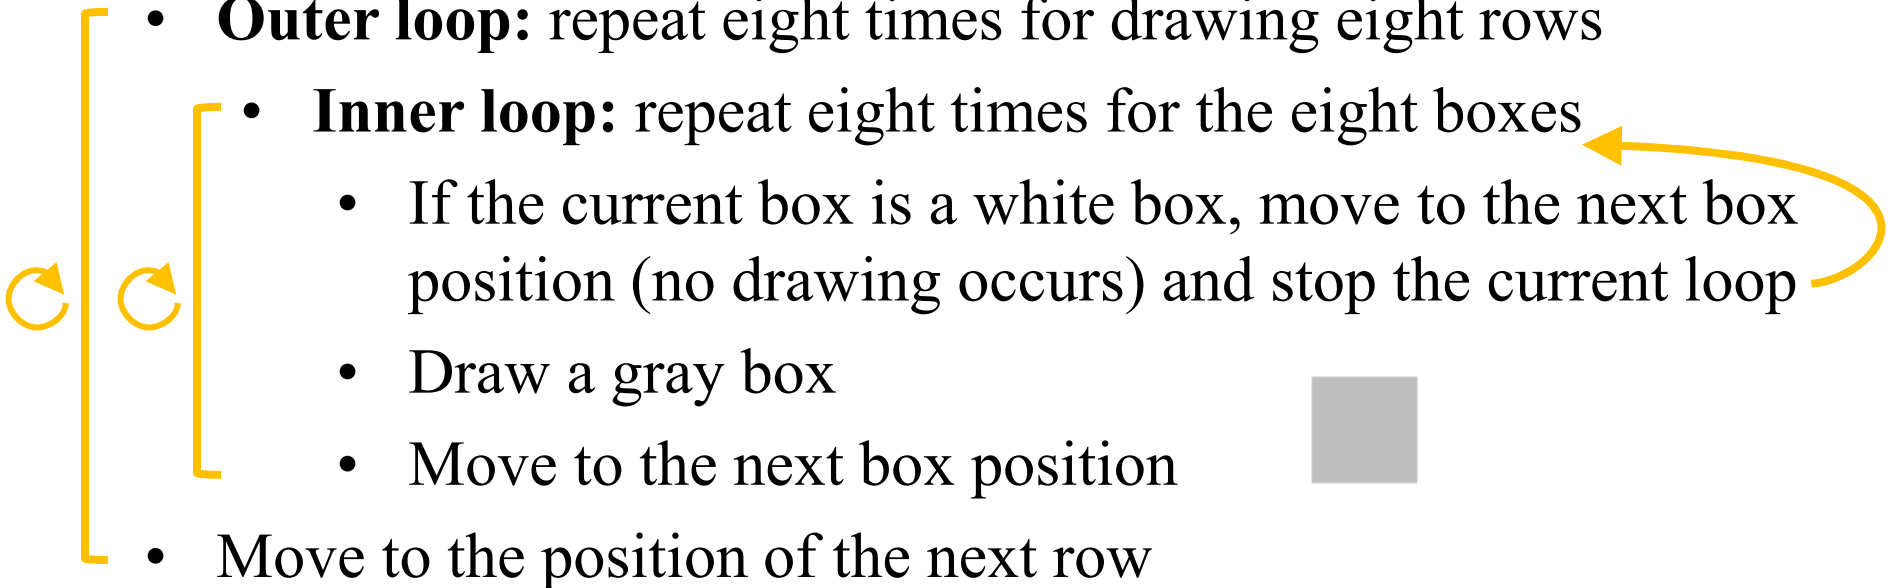 • Outer loop: repeat eight times for drawing eight rows
• Inner loop: repeat eight times for the eight boxes
• If the current box is a white box, move to the next box
position (no drawing occurs) and stop the current loop
• Draw a gray box
• Move to the next box position
• Move to the position of the next row